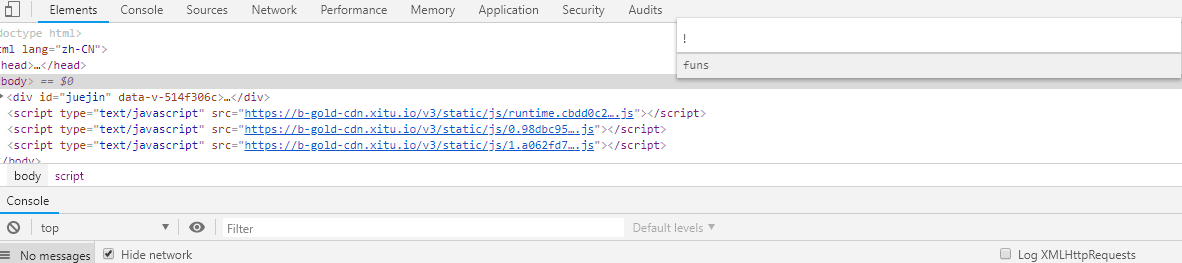 Elements Console Sources Network Performance Memory Application Security Audits
!
funs
doctype html>
tml lang="zh-CN">
head>…</head>
body> == $0
<div id="juejin" data-v-514f306c>…</div>
<script type="text/javascript" src="https://b-gold-cdn.xitu.io/v3/static/js/runtime.cbdd0c2….js"></script>
<script type="text/javascript" src="https://b-gold-cdn.xitu.io/v3/static/js/0.98dbc95….js"></script>
<script type="text/javascript" src="https://b-gold-cdn.xitu.io/v3/static/js/1.a062fd7….js"></script>
/body>
body script
Console
top Filter Default levels
No messages Hide network Log XMLHttpRequests